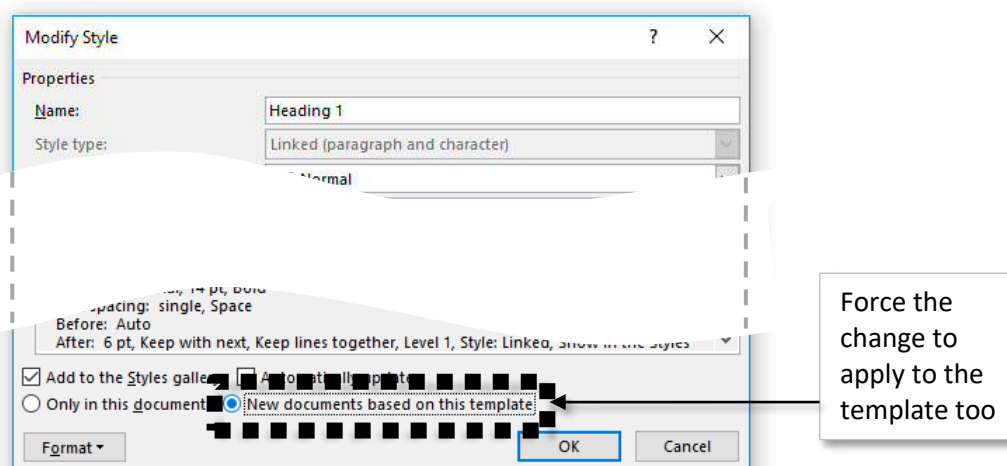 Modify Style ? ×
Properties
Name: Heading 1
Style type: Linked (paragraph and character)
Normal
14 pt, Bold
spacing: single, Space
Before: Auto
After: 6 pt, Keep with next, Keep lines together, Level 1, Style: Linked, Show in the Styles
Add to the Styles gallery Automatically update
Only in this document New documents based on this template
Format OK Cancel
Force the
change to
apply to the
template too